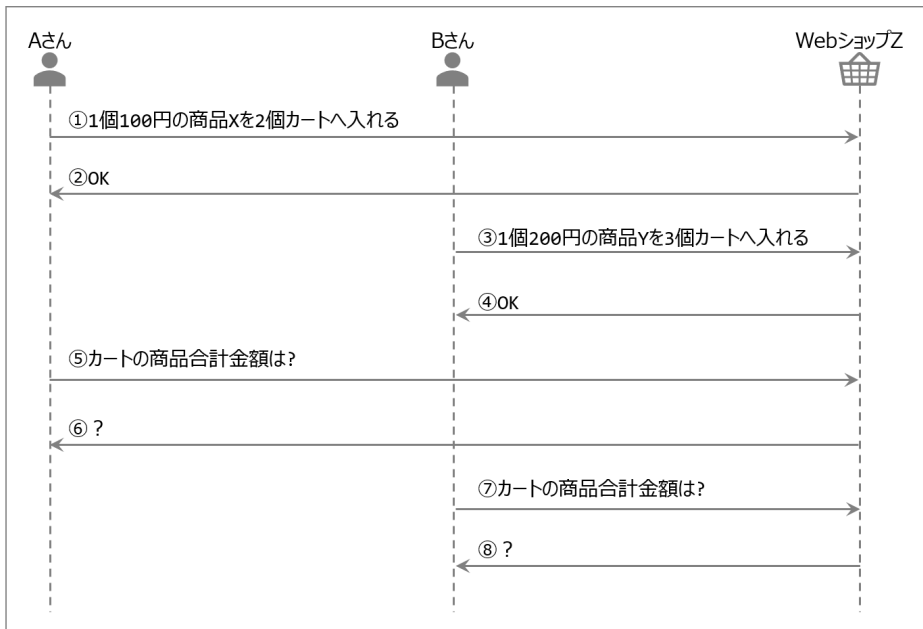 Aさん
Bさん
WebショップZ
①1個100円の商品Xを2個カートへ入れる
②OK
③1個200円の商品Yを3個カートへ入れる
④OK
⑤カートの商品合計金額は?
⑥？
⑦カートの商品合計金額は?
⑧？